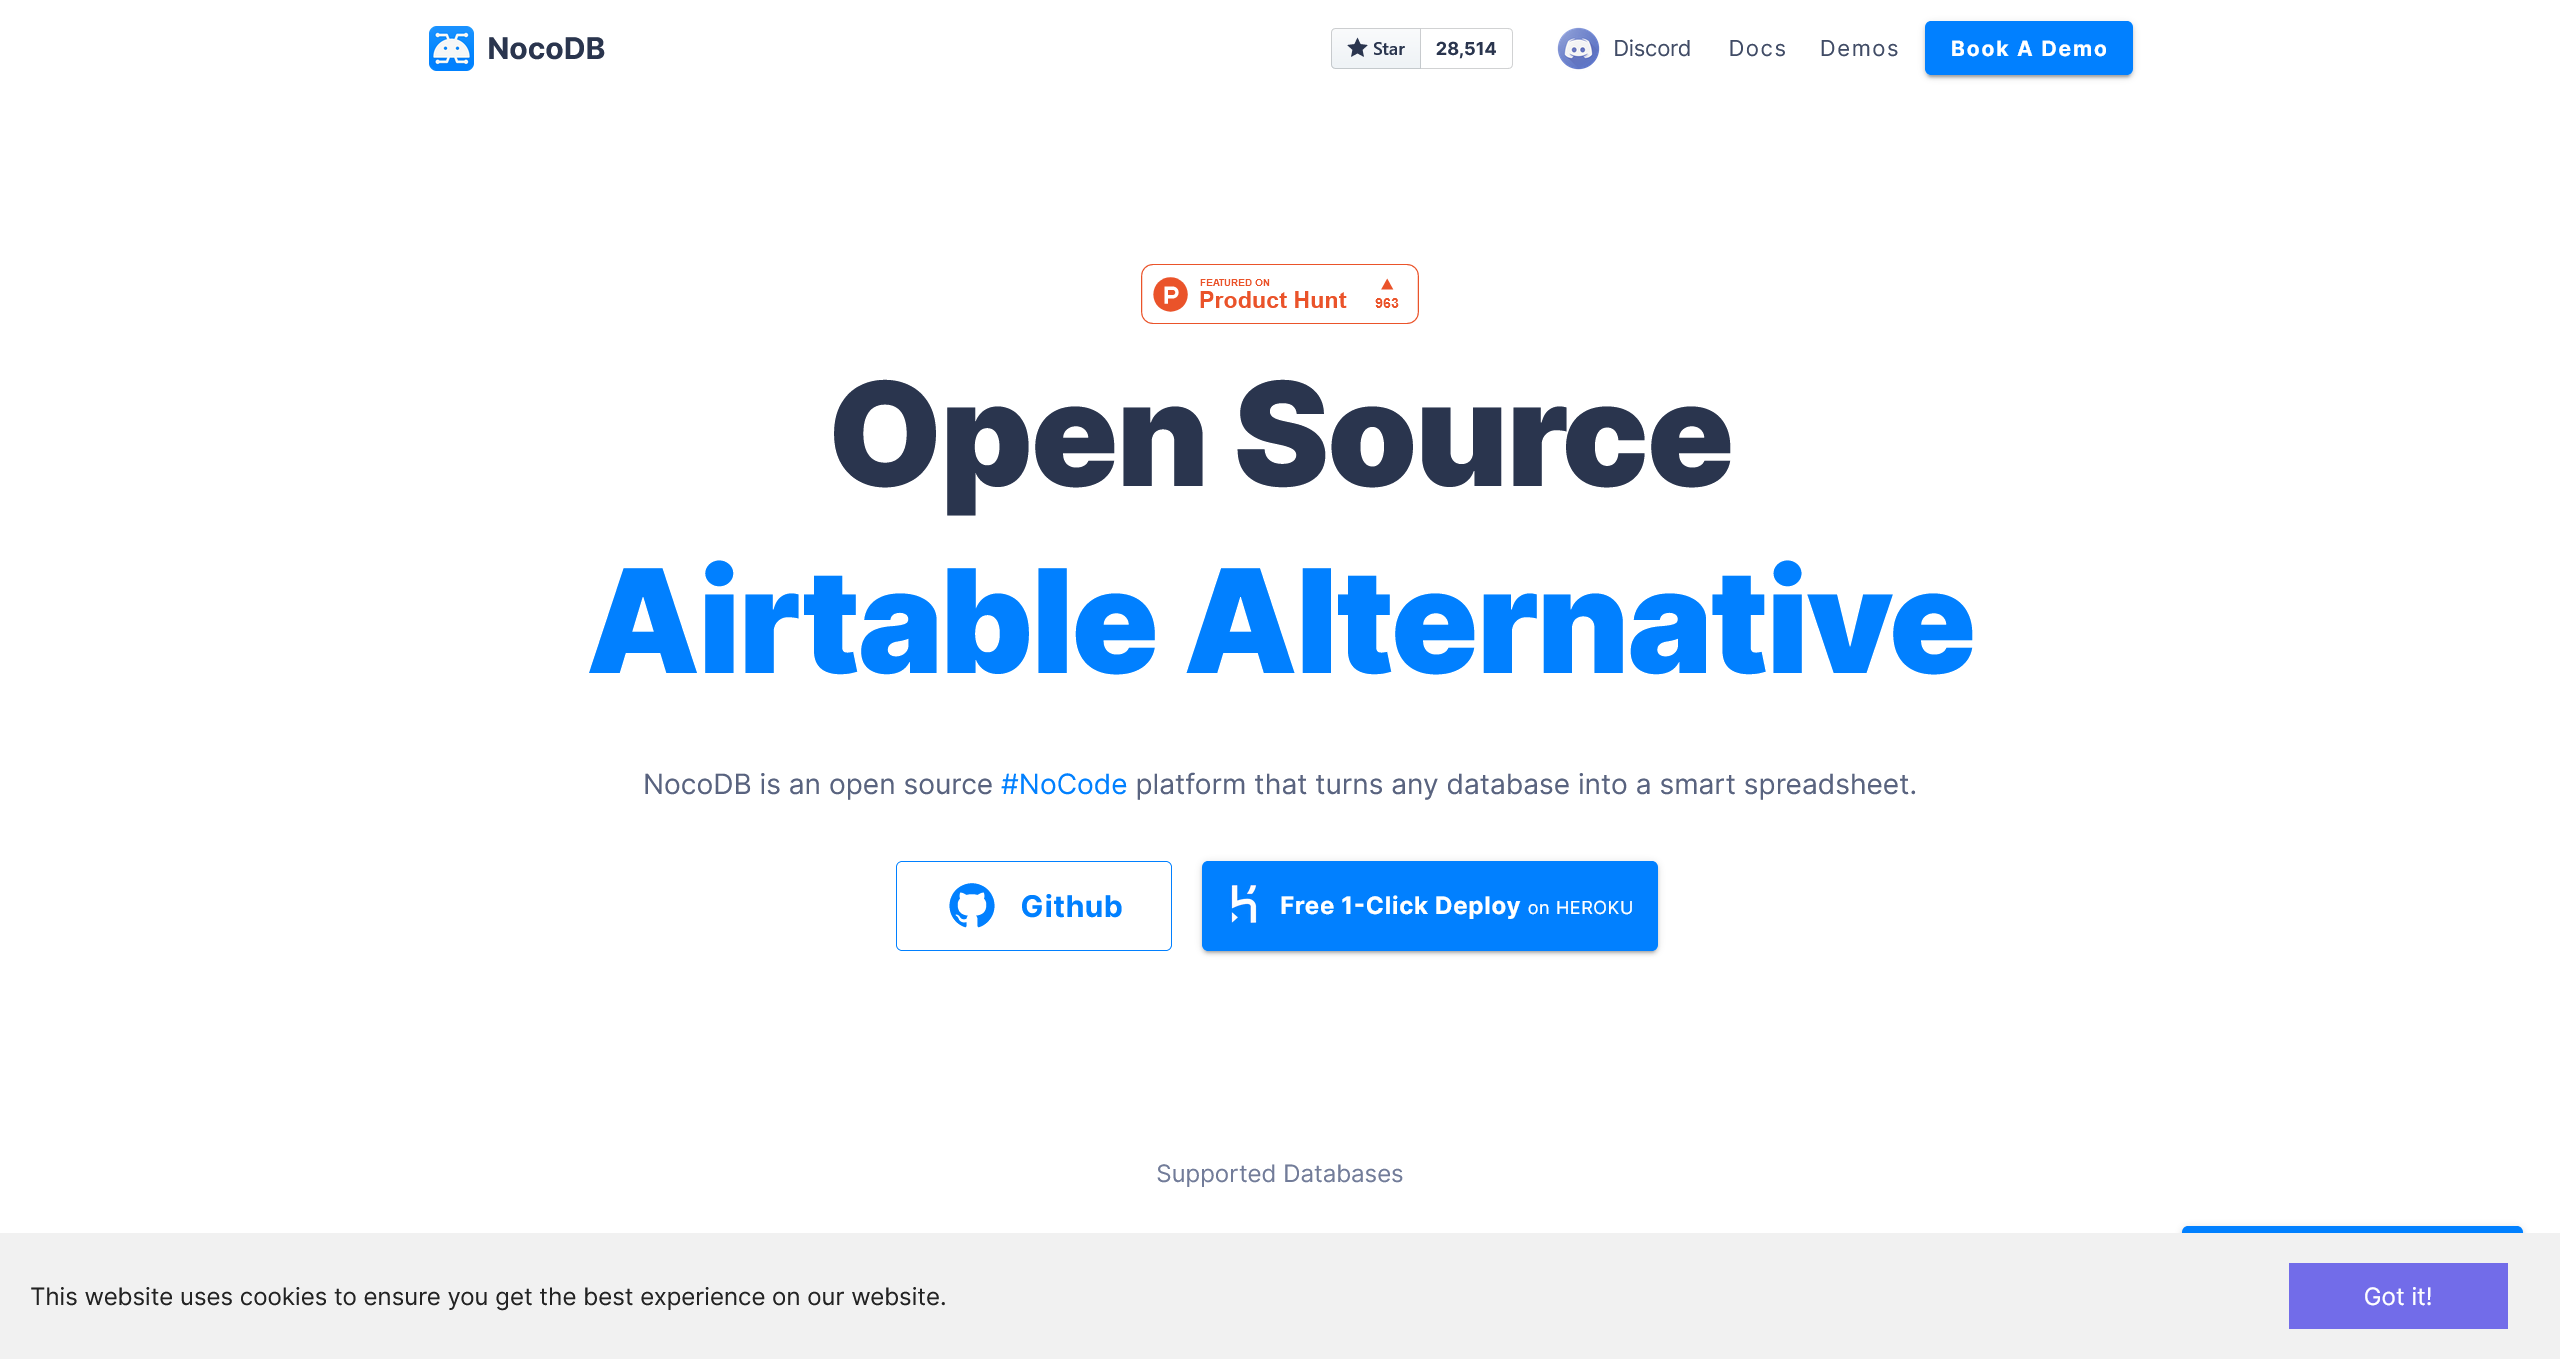 NocoDB
Star 28,514 Discord Docs Demos Book A Demo
FEATURED ON
Product Hunt 963
Open Source
Airtable Alternative
NocoDB is an open source #NoCode platform that turns any database into a smart spreadsheet.
Github
Free 1-Click Deploy on HEROKU
Supported Databases
This website uses cookies to ensure you get the best experience on our website.
Got it!